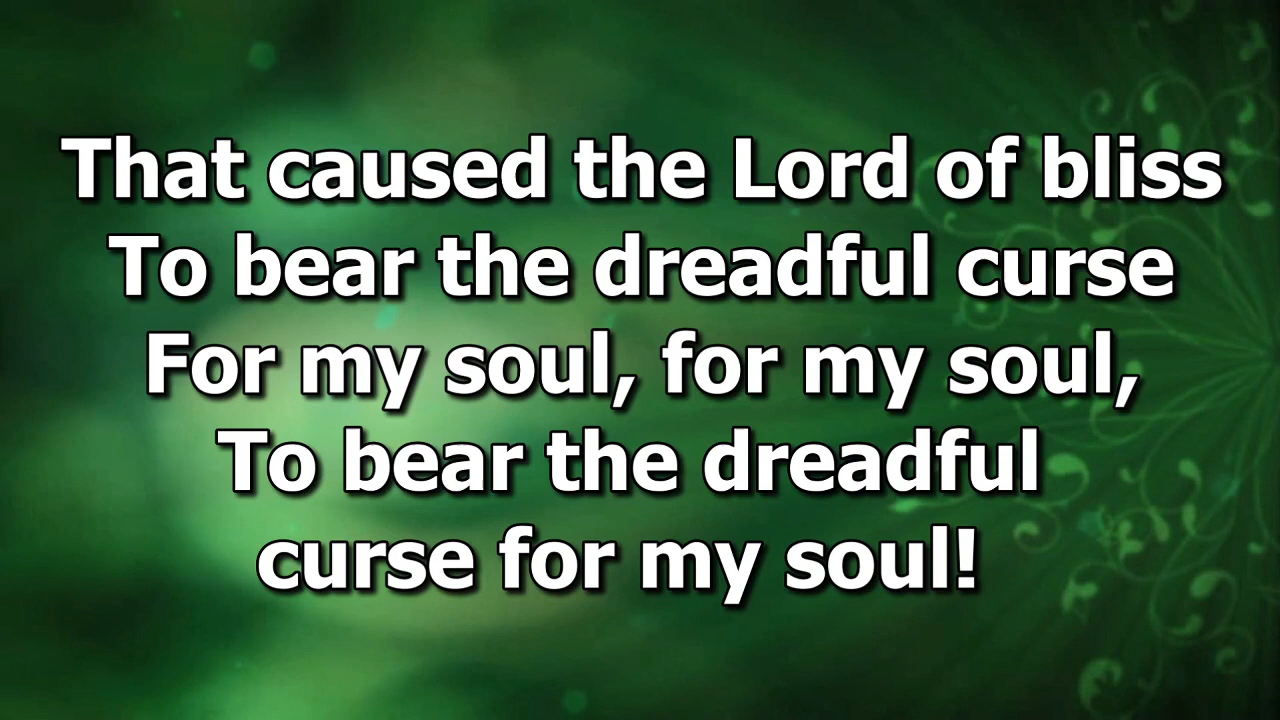 That caused the Lord of bliss
To bear the dreadful curse
For my soul, for my soul,
To bear the dreadful
curse for my soul!